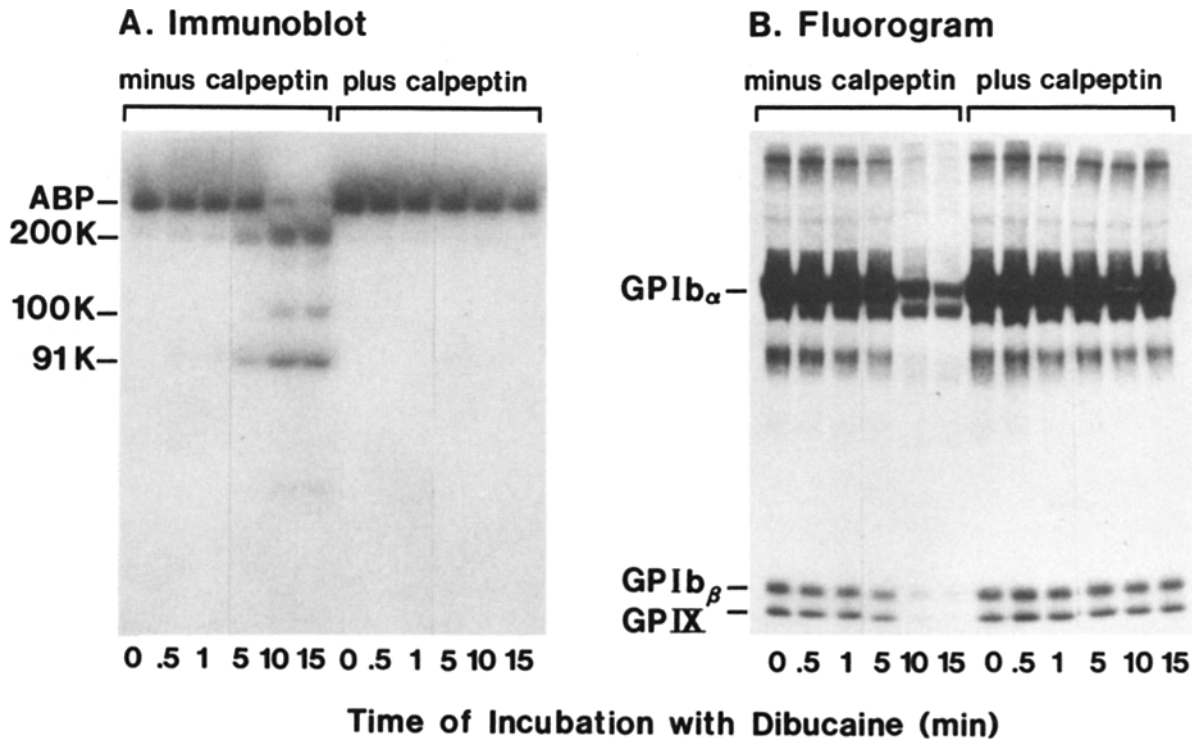 A. Immunoblot
minus calpeptin plus calpeptin
ABP
200K
100K
91K
0 .5 1 5 10 15 0 .5 1 5 10 15
B. Fluorogram
minus calpeptin plus calpeptin
GPIbα
GPIbβ
GPIX
0 .5 1 5 10 15 0 .5 1 5 10 15
Time of Incubation with Dibucaine (min)